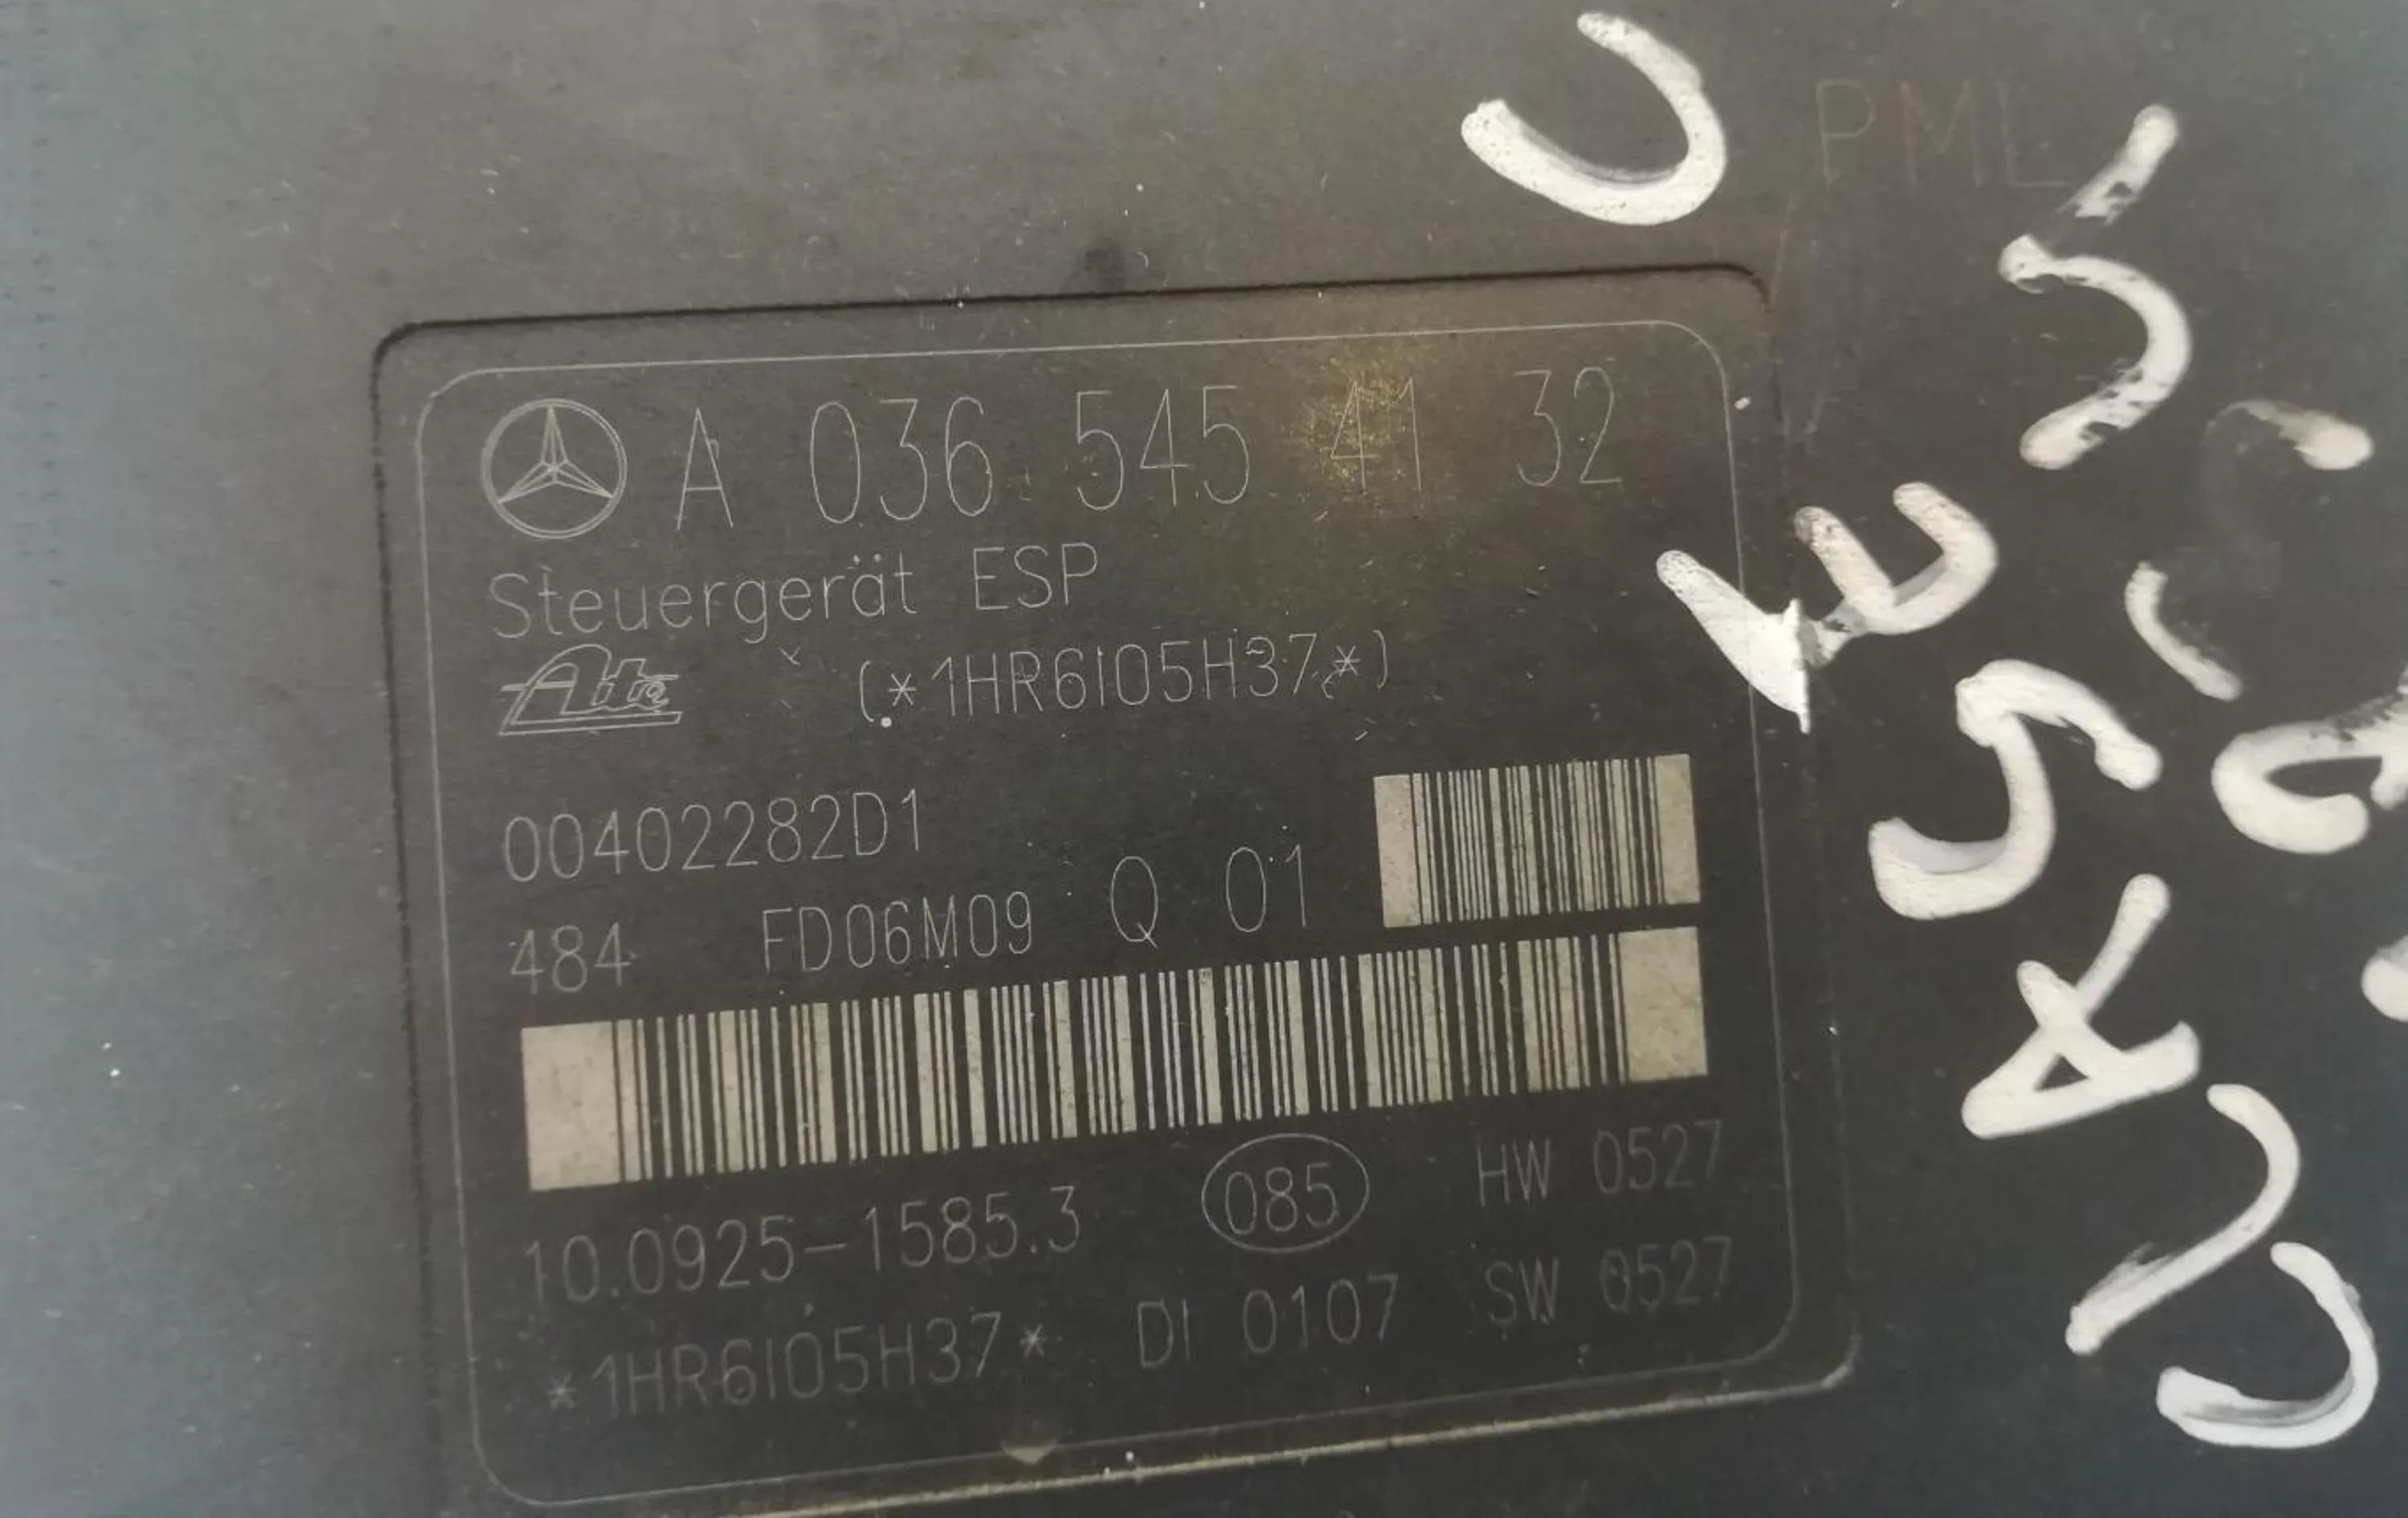 PML
A 036 545 41 32
Steuergerät ESP
Ate (*1HR6I05H37*)
00402282D1
484 FD06M09 Q 01
10.0925-1585.3 085 HW 0527
*1HR6I05H37* DI 0107 SW 0527